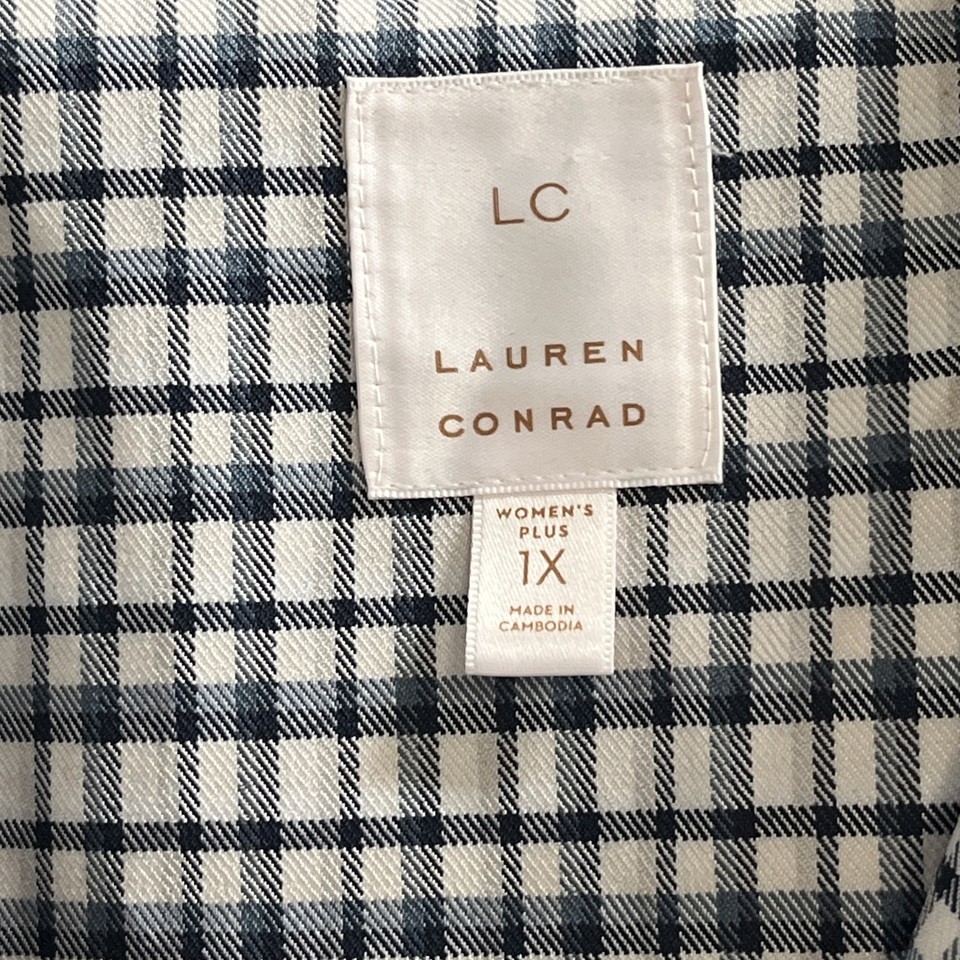 LC
LAUREN
CONRAD
WOMEN'S
PLUS
1X
MADE IN
CAMBODIA